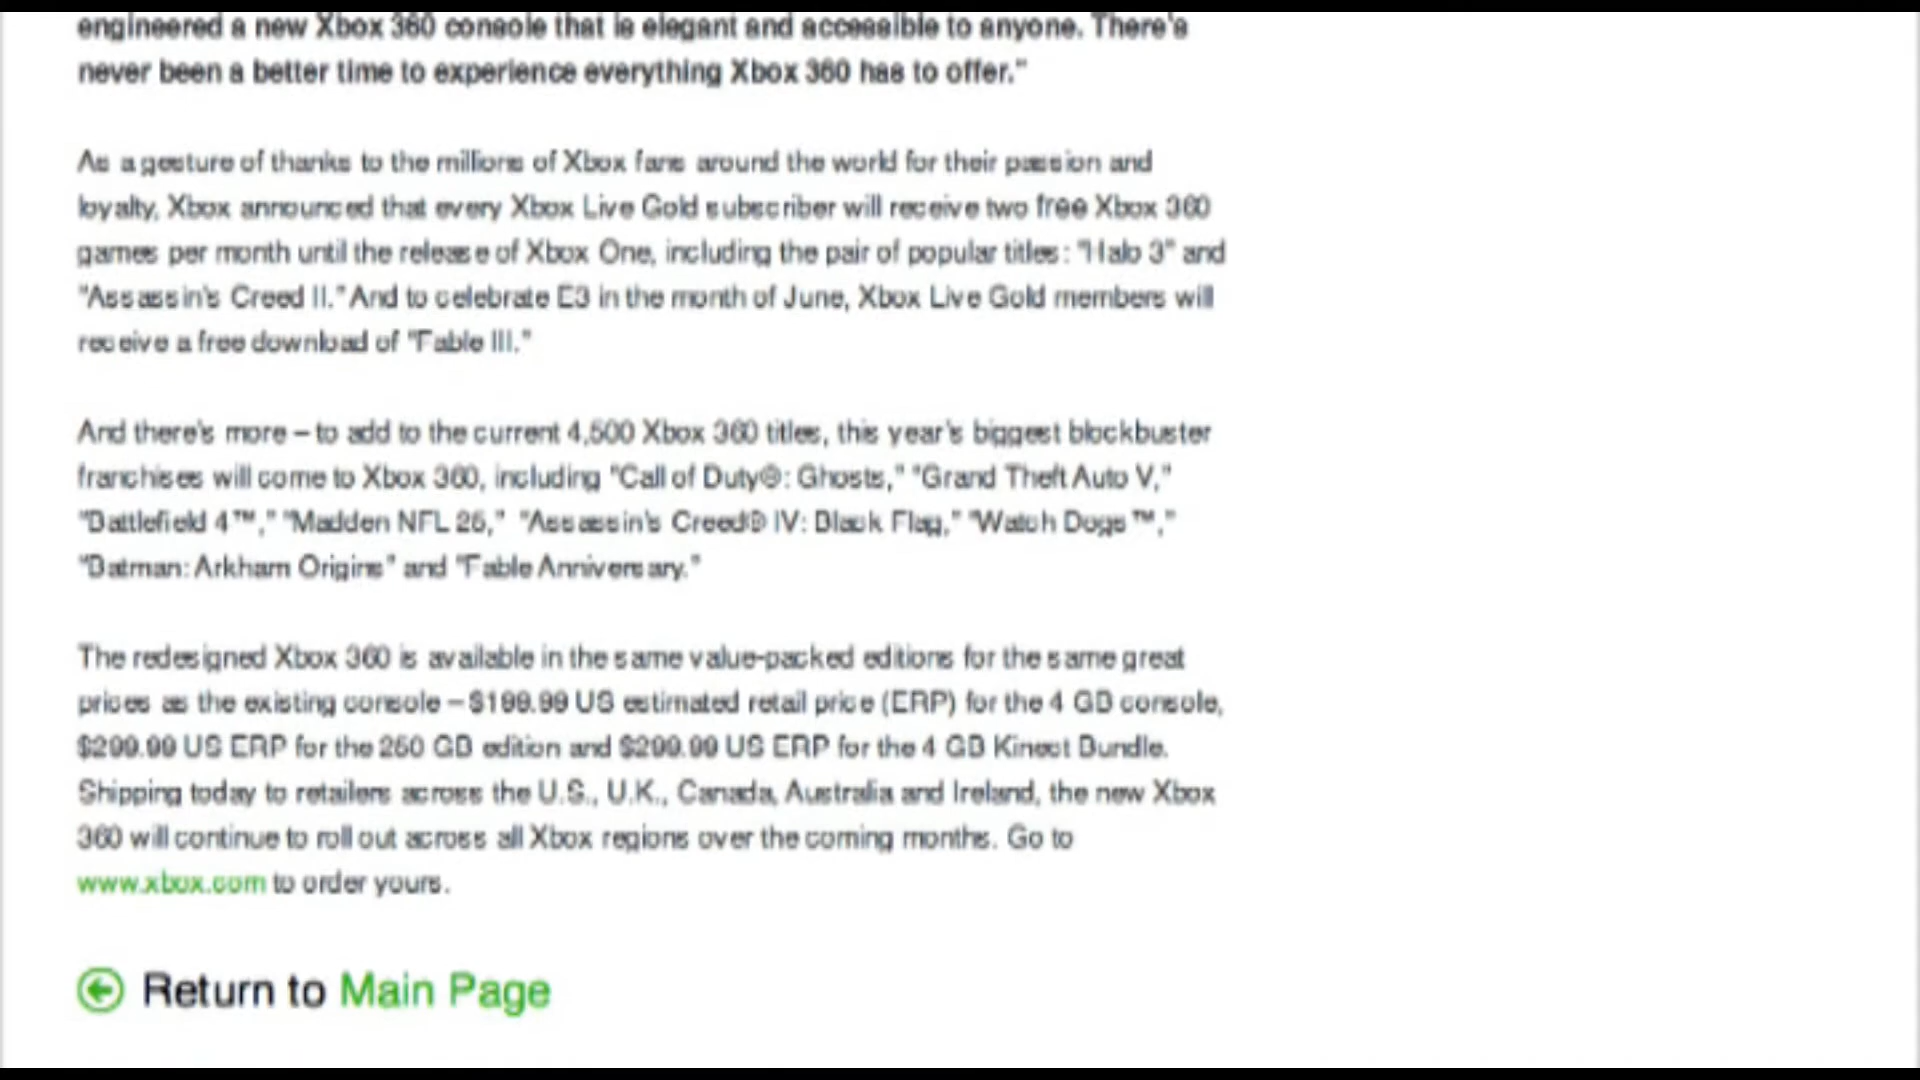 engineered a new Xbox 360 console that is elegant and accessible to anyone. There's
never been a better time to experience everything Xbox 360 has to offer."
As a gesture of thanks to the millions of Xbox fans around the world for their passion and
loyalty, Xbox announced that every Xbox Live Gold subscriber will receive two free Xbox 360
games per month until the release of Xbox One, including the pair of popular titles: "Halo 3" and
"Assassin's Creed II." And to celebrate E3 in the month of June, Xbox Live Gold members will
receive a free download of "Fable III."
And there's more – to add to the current 4,500 Xbox 360 titles, this year's biggest blockbuster
franchises will come to Xbox 360, including "Call of Duty®: Ghosts," "Grand Theft Auto V,"
"Battlefield 4™," "Madden NFL 25," "Assassin's Creed® IV: Black Flag," "Watch Dogs™,"
"Batman: Arkham Origins" and "Fable Anniversary."
The redesigned Xbox 360 is available in the same value-packed editions for the same great
prices as the existing console – $199.99 US estimated retail price (ERP) for the 4 GB console,
$299.99 US ERP for the 250 GB edition and $299.99 US ERP for the 4 GB Kinect Bundle.
Shipping today to retailers across the U.S., U.K., Canada, Australia and Ireland, the new Xbox
360 will continue to roll out across all Xbox regions over the coming months. Go to
www.xbox.com to order yours.
Return to Main Page